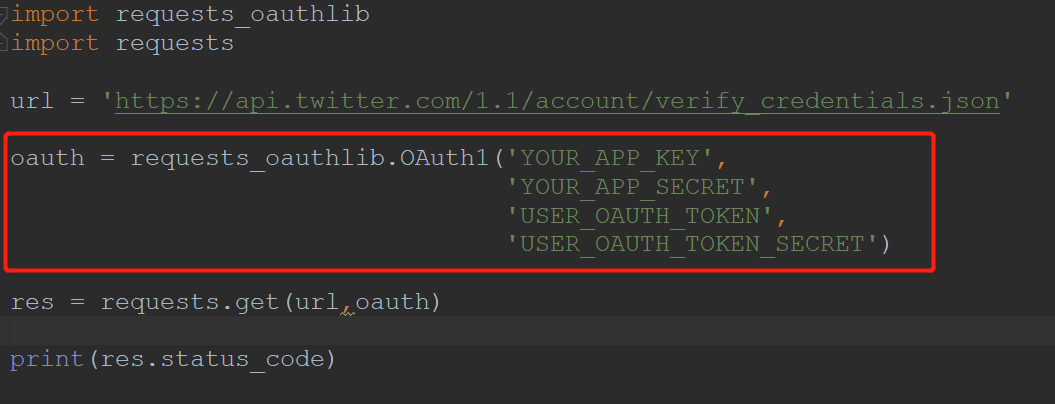 import requests_oauthlib
import requests
url = 'https://api.twitter.com/1.1/account/verify_credentials.json'
oauth = requests_oauthlib.OAuth1('YOUR_APP_KEY',
'YOUR_APP_SECRET',
'USER_OAUTH_TOKEN',
'USER_OAUTH_TOKEN_SECRET')
res = requests.get(url,oauth)
print(res.status_code)